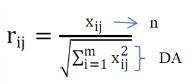 r_ij = x_ij / √(∑_{i=1}^{m} x_ij^2)
n
DA